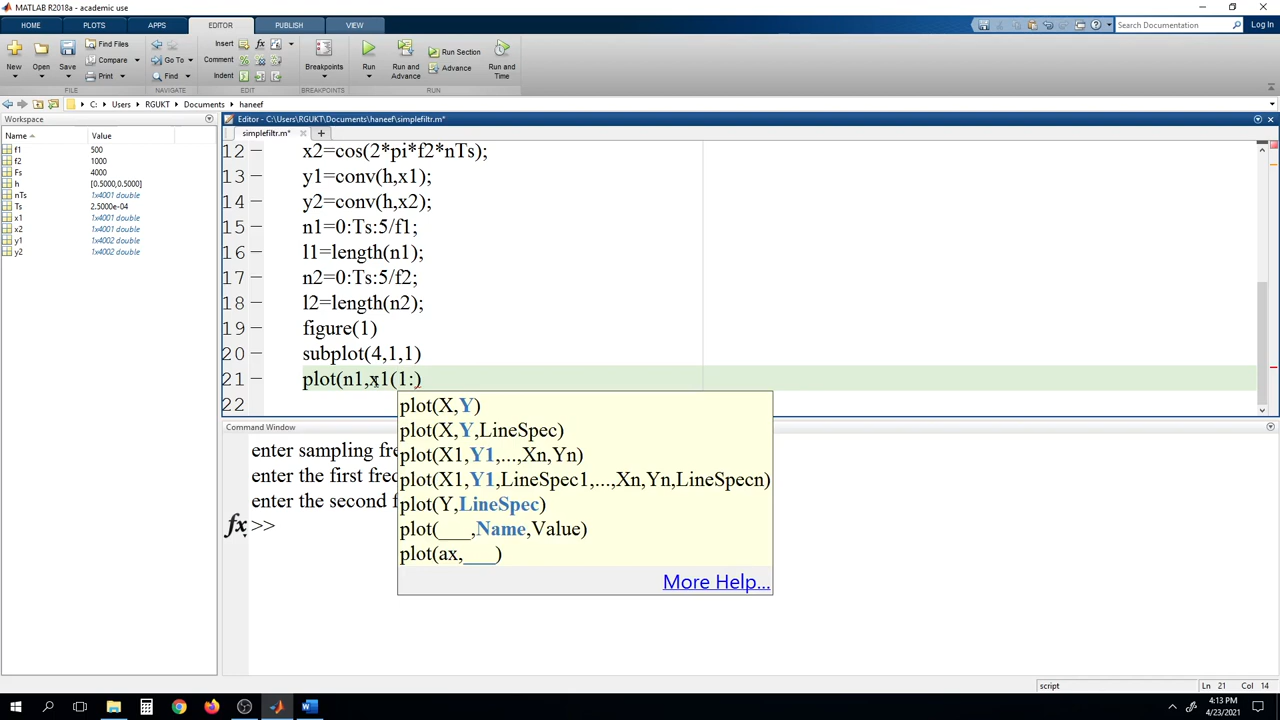 MATLAB R2018a - academic use
HOME PLOTS APPS EDITOR PUBLISH VIEW Search Documentation Log In
New Open Save Find Files Compare Print Go To Find Insert Comment Indent Breakpoints Run Run and Advance Run Section Advance Run and Time
FILE NAVIGATE EDIT BREAKPOINTS RUN
C: Users RGUKT Documents haneef
Workspace
Name Value
f1 500
f2 1000
Fs 4000
h [0.5000,0.5000]
nTs 1x4001 double
Ts 2.5000e-04
x1 1x4001 double
x2 1x4001 double
y1 1x4002 double
y2 1x4002 double
Editor - C:\Users\RGUKT\Documents\haneef\simplefiltr.m*
simplefiltr.m*
12 x2=cos(2*pi*f2*nTs);
13 y1=conv(h,x1);
14 y2=conv(h,x2);
15 n1=0:Ts:5/f1;
16 l1=length(n1);
17 n2=0:Ts:5/f2;
18 l2=length(n2);
19 figure(1)
20 subplot(4,1,1)
21 plot(n1,x1(1:)
22
plot(X,Y)
plot(X,Y,LineSpec)
plot(X1,Y1,...,Xn,Yn)
plot(X1,Y1,LineSpec1,...,Xn,Yn,LineSpecn)
plot(Y,LineSpec)
plot(___,Name,Value)
plot(ax,___)
More Help...
Command Window
enter sampling fre
enter the first freq
enter the second f
fx >>
script Ln 21 Col 14
4:13 PM
4/23/2021